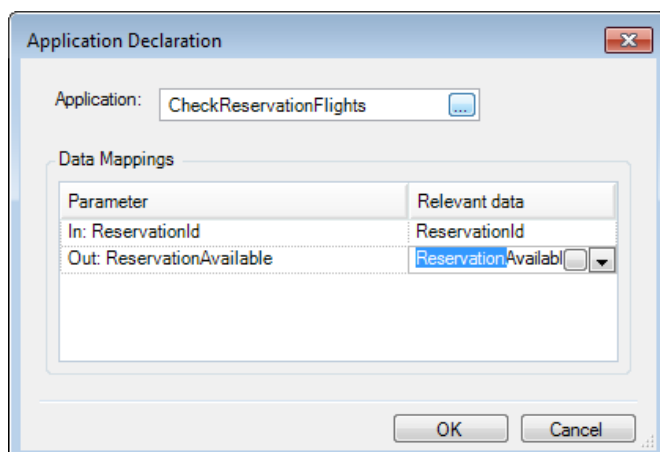 Application Declaration
Application: CheckReservationFlights ...
Data Mappings
Parameter Relevant data
In: ReservationId ReservationId
Out: ReservationAvailable ReservationAvailabl
OK Cancel